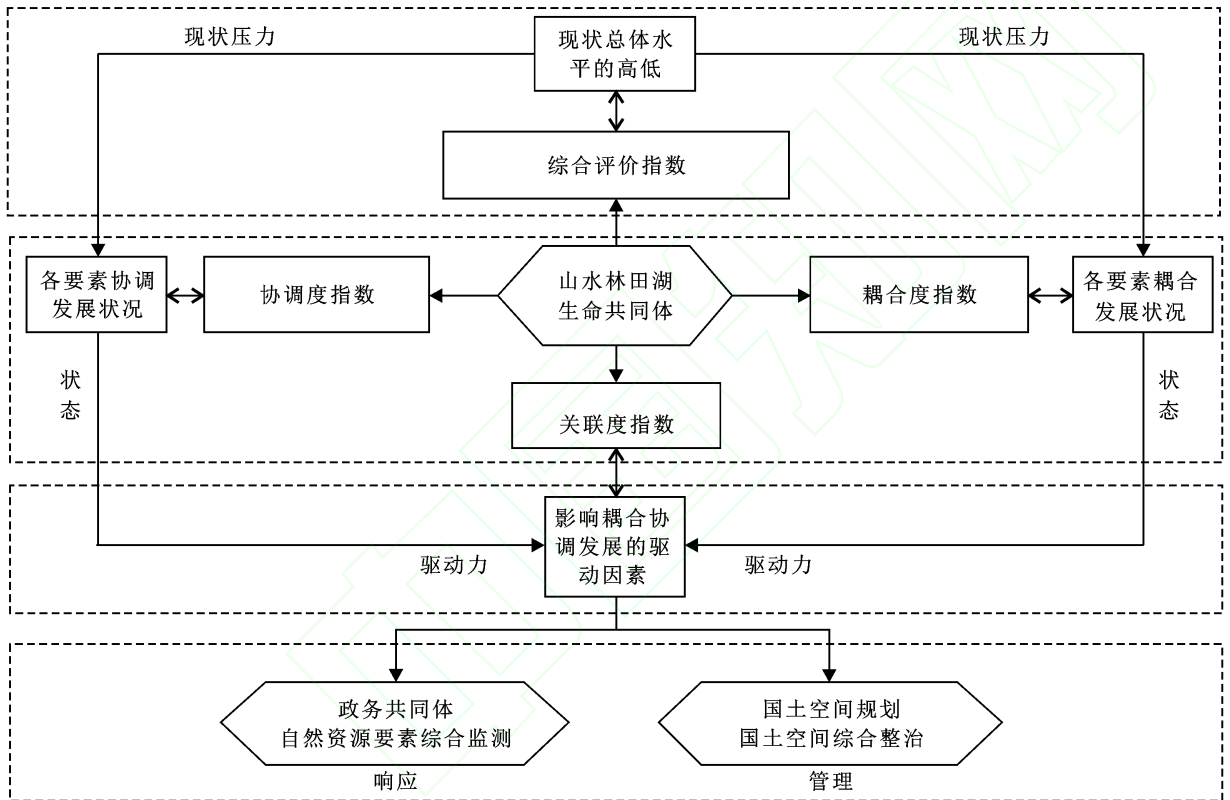 现状压力
现状总体水
平的高低
现状压力
综合评价指数
各要素协调
发展状况
协调度指数
山水林田湖
生命共同体
耦合度指数
各要素耦合
发展状况
状
态
关联度指数
状
态
影响耦合协
调发展的驱
动因素
驱动力
驱动力
政务共同体
自然资源要素综合监测
国土空间规划
国土空间综合整治
响应
管理